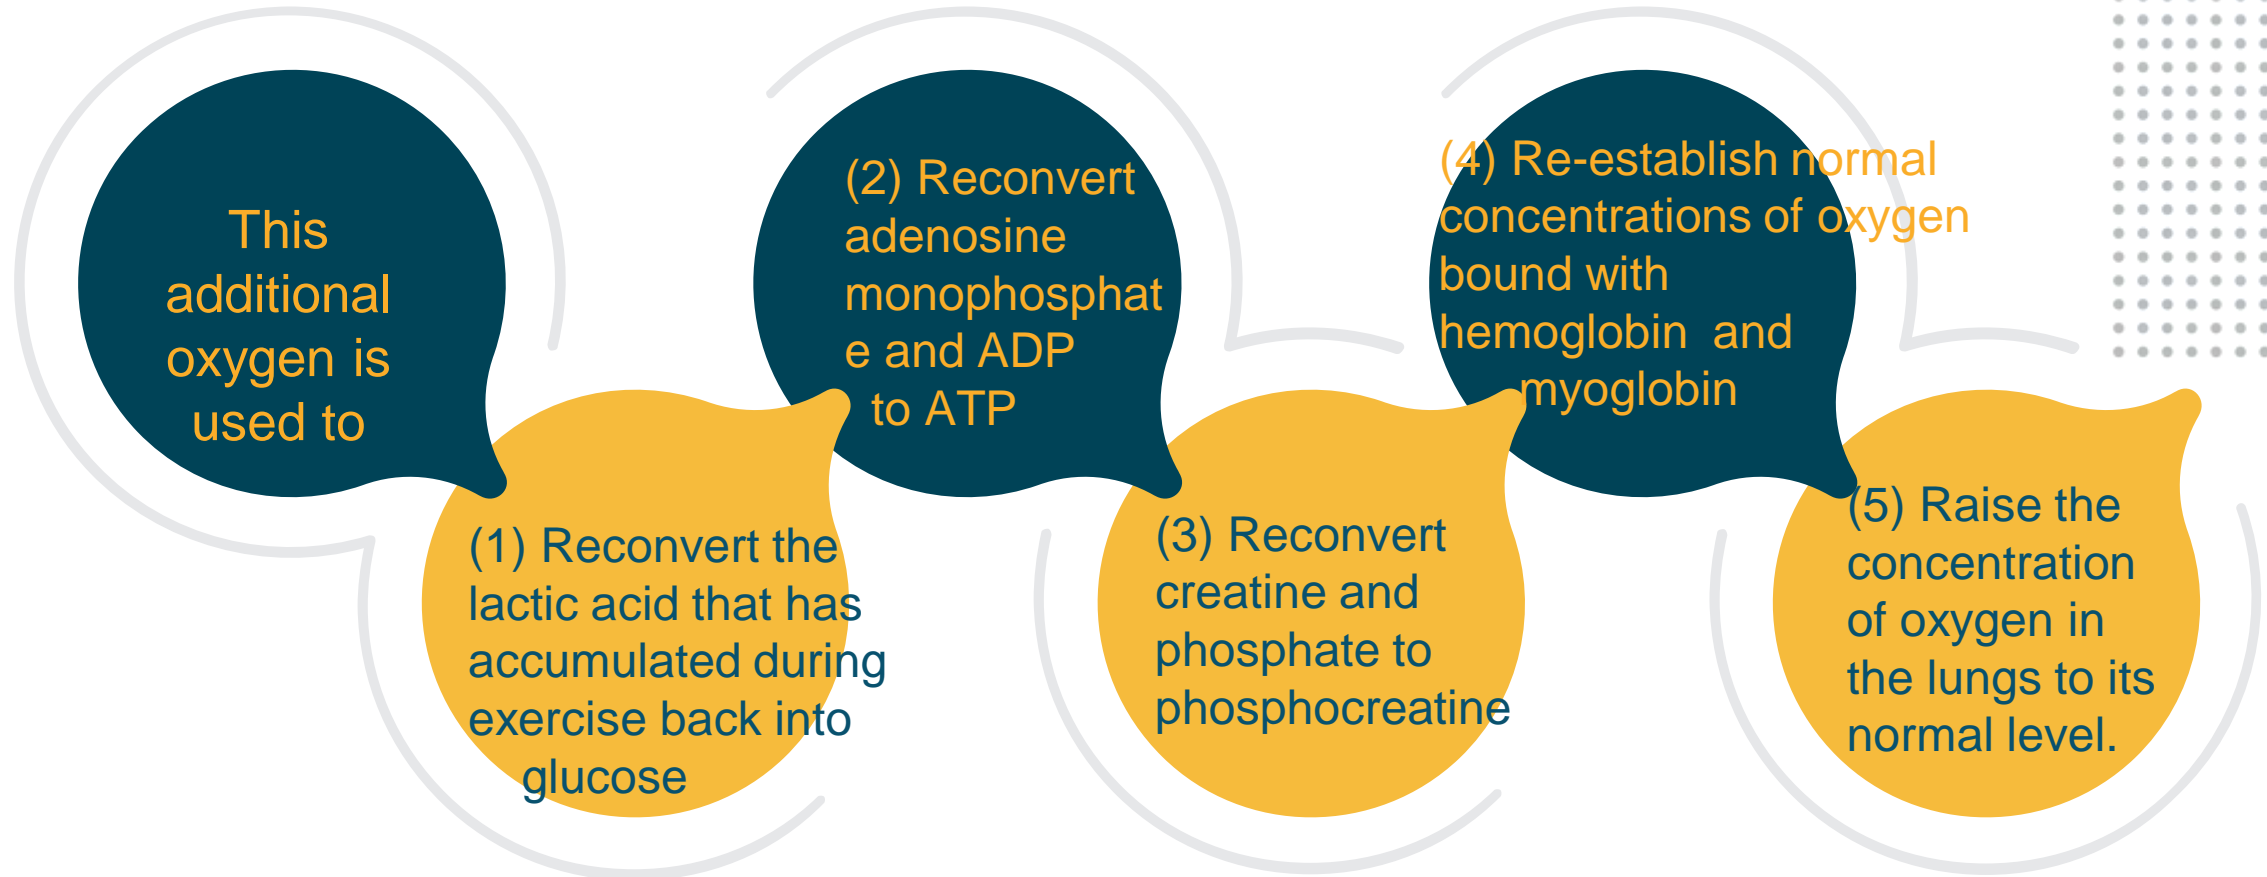 This
additional
oxygen is
used to
(1) Reconvert the
lactic acid that has
accumulated during
exercise back into
glucose
(2) Reconvert
adenosine
monophosphat
e and ADP
to ATP
(3) Reconvert
creatine and
phosphate to
phosphocreatine
(4) Re-establish normal
concentrations of oxygen
bound with
hemoglobin and
myoglobin
(5) Raise the
concentration
of oxygen in
the lungs to its
normal level.